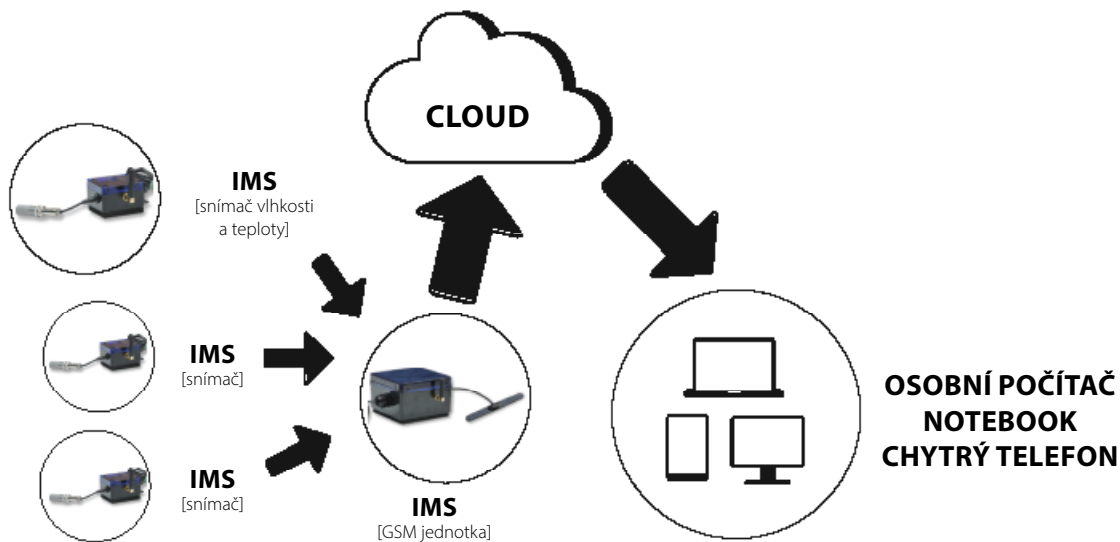 CLOUD
IMS
[snímač vlhkosti
a teploty]
IMS
[snímač]
IMS
[snímač]
IMS
[GSM jednotka]
OSOBNÍ POČÍTAČ
NOTEBOOK
CHYTRÝ TELEFON